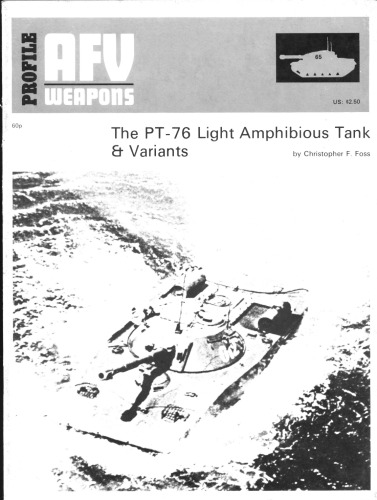 PROFILE
AFV
WEAPONS
65
US: $2.50
60p
The PT-76 Light Amphibious Tank
& Variants
by Christopher F. Foss